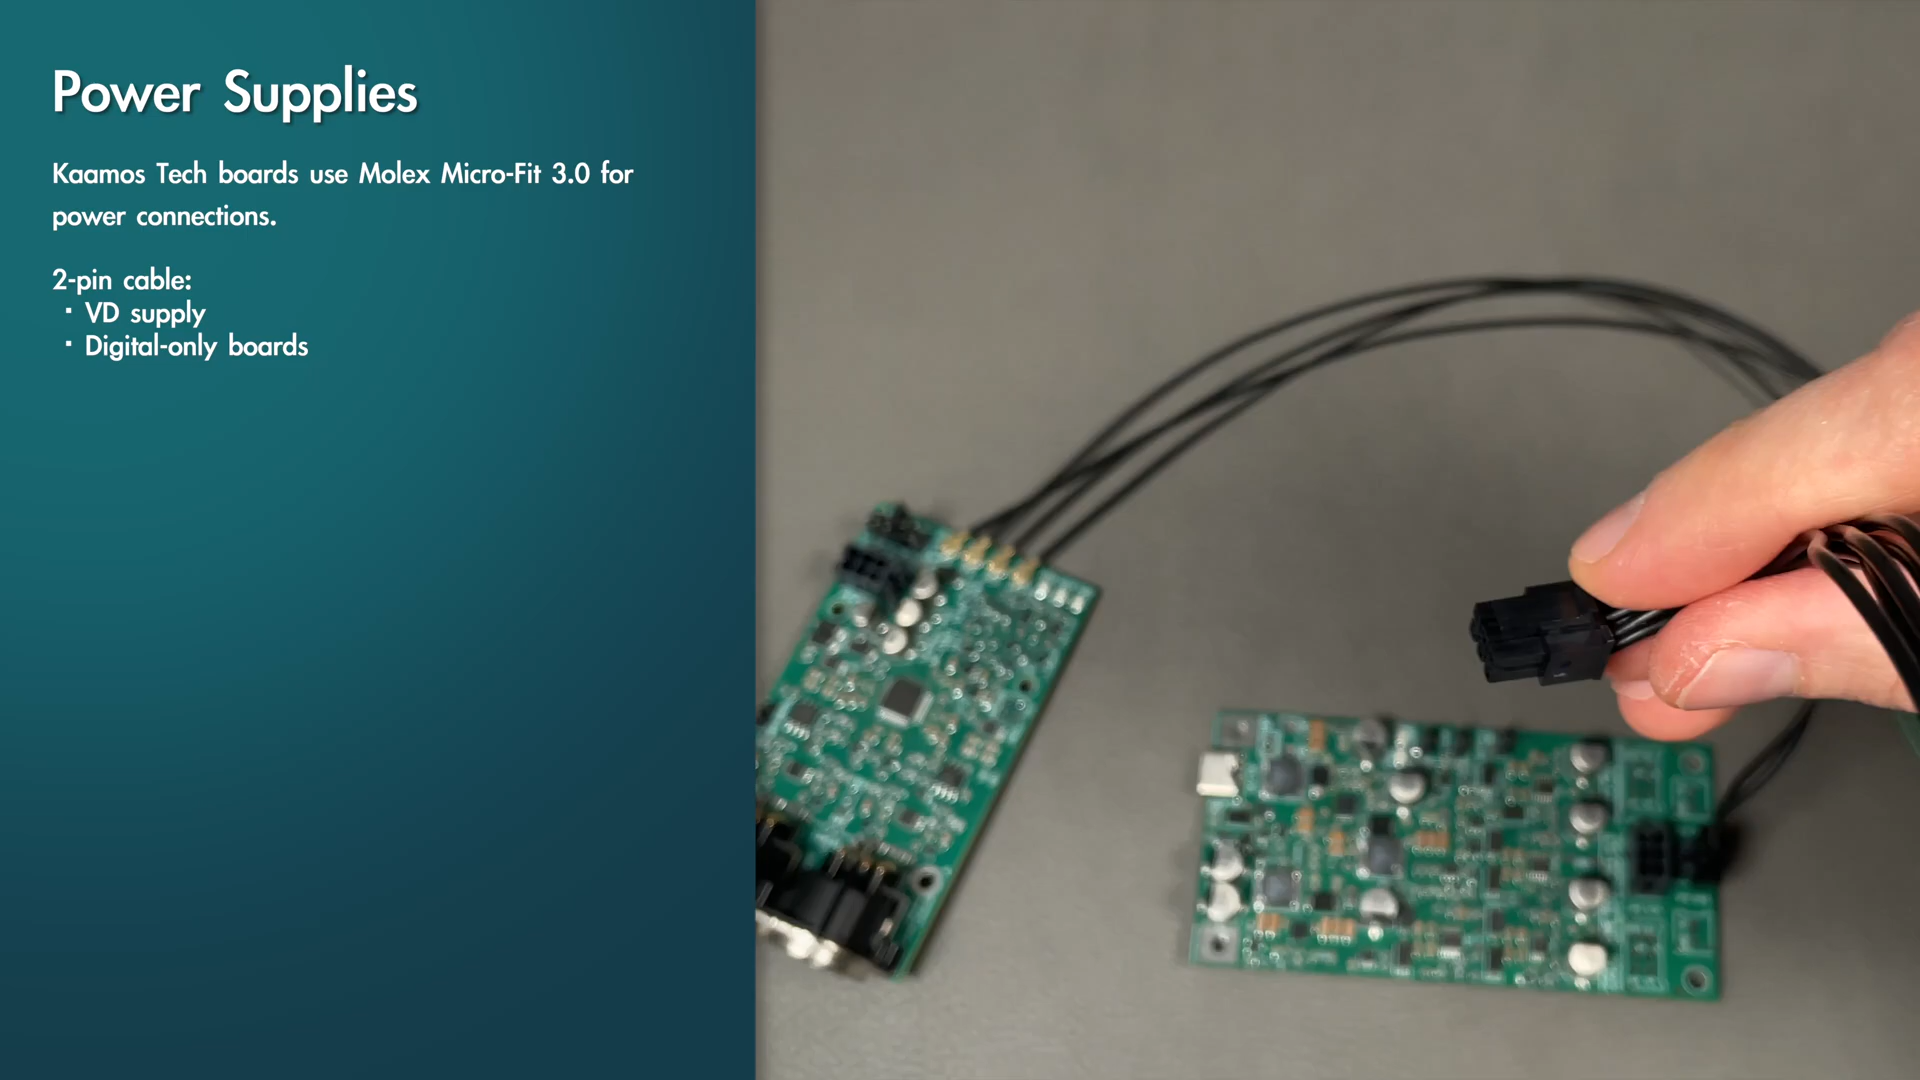 Power Supplies
Kaamos Tech boards use Molex Micro-Fit 3.0 for
power connections.
2-pin cable:
▪ VD supply
▪ Digital-only boards